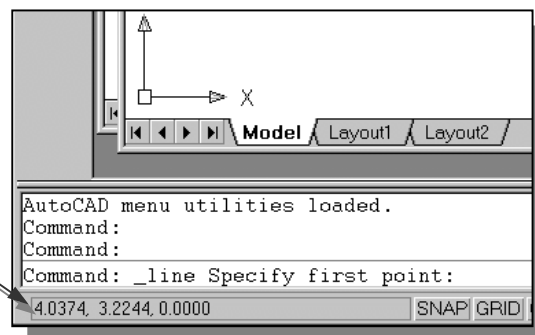 X
Model Layout1 Layout2
AutoCAD menu utilities loaded.
Command:
Command:
Command: _line Specify first point:
4.0374, 3.2244, 0.0000 SNAP GRID